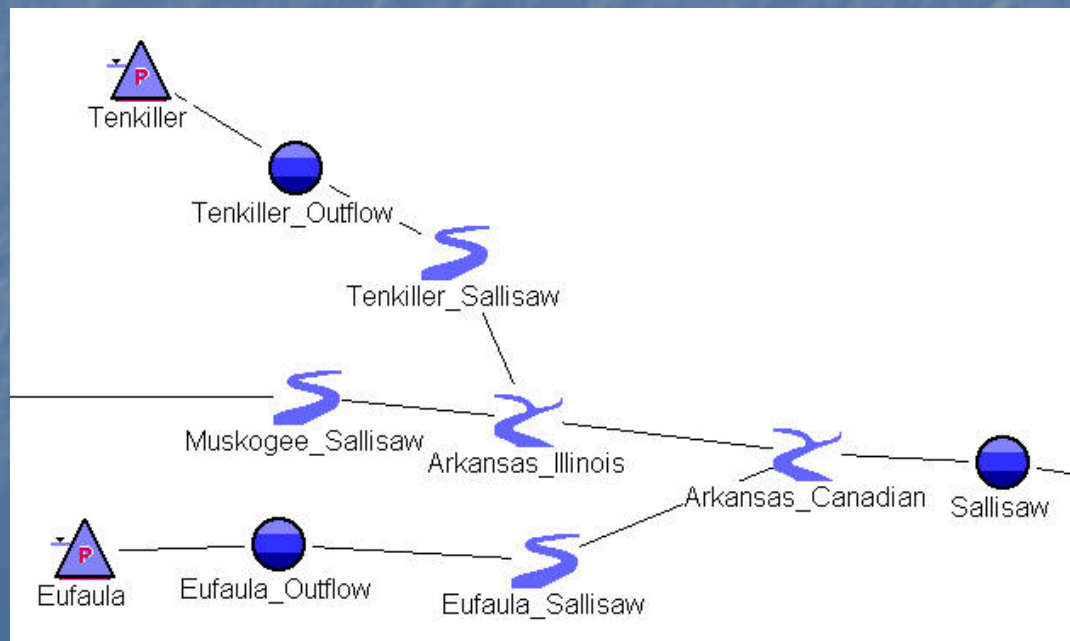 P
Tenkiller
Tenkiller_Outflow
Tenkiller_Sallisaw
Muskogee_Sallisaw
Arkansas_Illinois
Arkansas_Canadian
Sallisaw
P
Eufaula
Eufaula_Outflow
Eufaula_Sallisaw